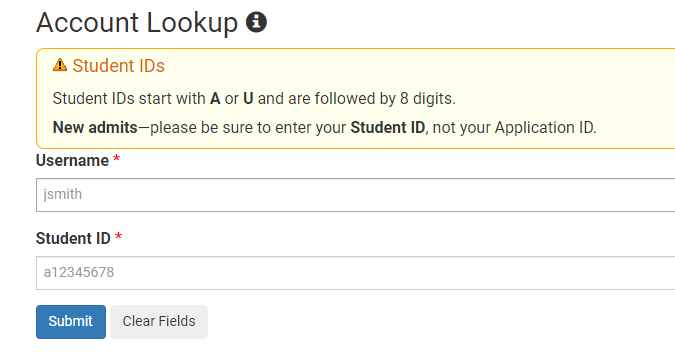 Account Lookup
Student IDs
Student IDs start with A or U and are followed by 8 digits.
New admits—please be sure to enter your Student ID, not your Application ID.
Username *
jsmith
Student ID *
a12345678
Submit Clear Fields